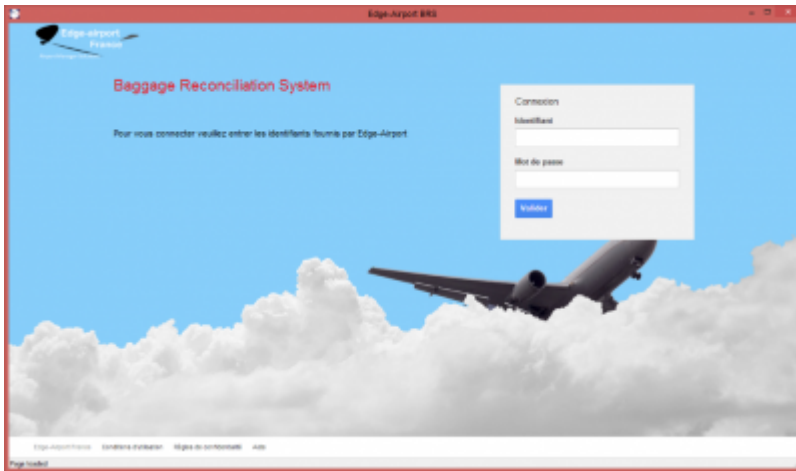 Edge-Airport BRS
Edge-airport
France
Baggage Reconciliation System
Pour vous connecter veuillez entrer les identifiants fournis par Edge-Airport
Connexion
Identifiant
Mot de passe
Valider
Edge-Airport France Conditions d'utilisation Règles de confidentialité Aide
Page loaded